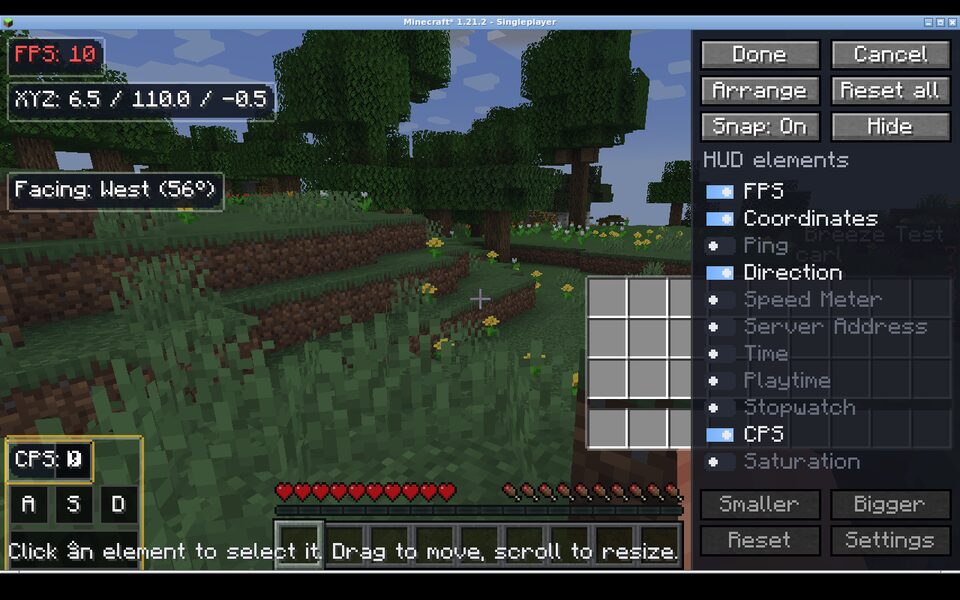 Minecraft* 1.21.2 - Singleplayer
FPS: 10
XYZ: 6.5 / 110.0 / -0.5
Facing: West (56°)
Done
Cancel
Arrange
Reset all
Snap: On
Hide
HUD elements
FPS
Coordinates
Ping
Direction
Speed Meter
Server Address
Time
Playtime
Stopwatch
CPS
Saturation
Breeze Test
carl
Smaller
Bigger
Reset
Settings
CPS: 0
A
S
D
Click an element to select it. Drag to move, scroll to resize.